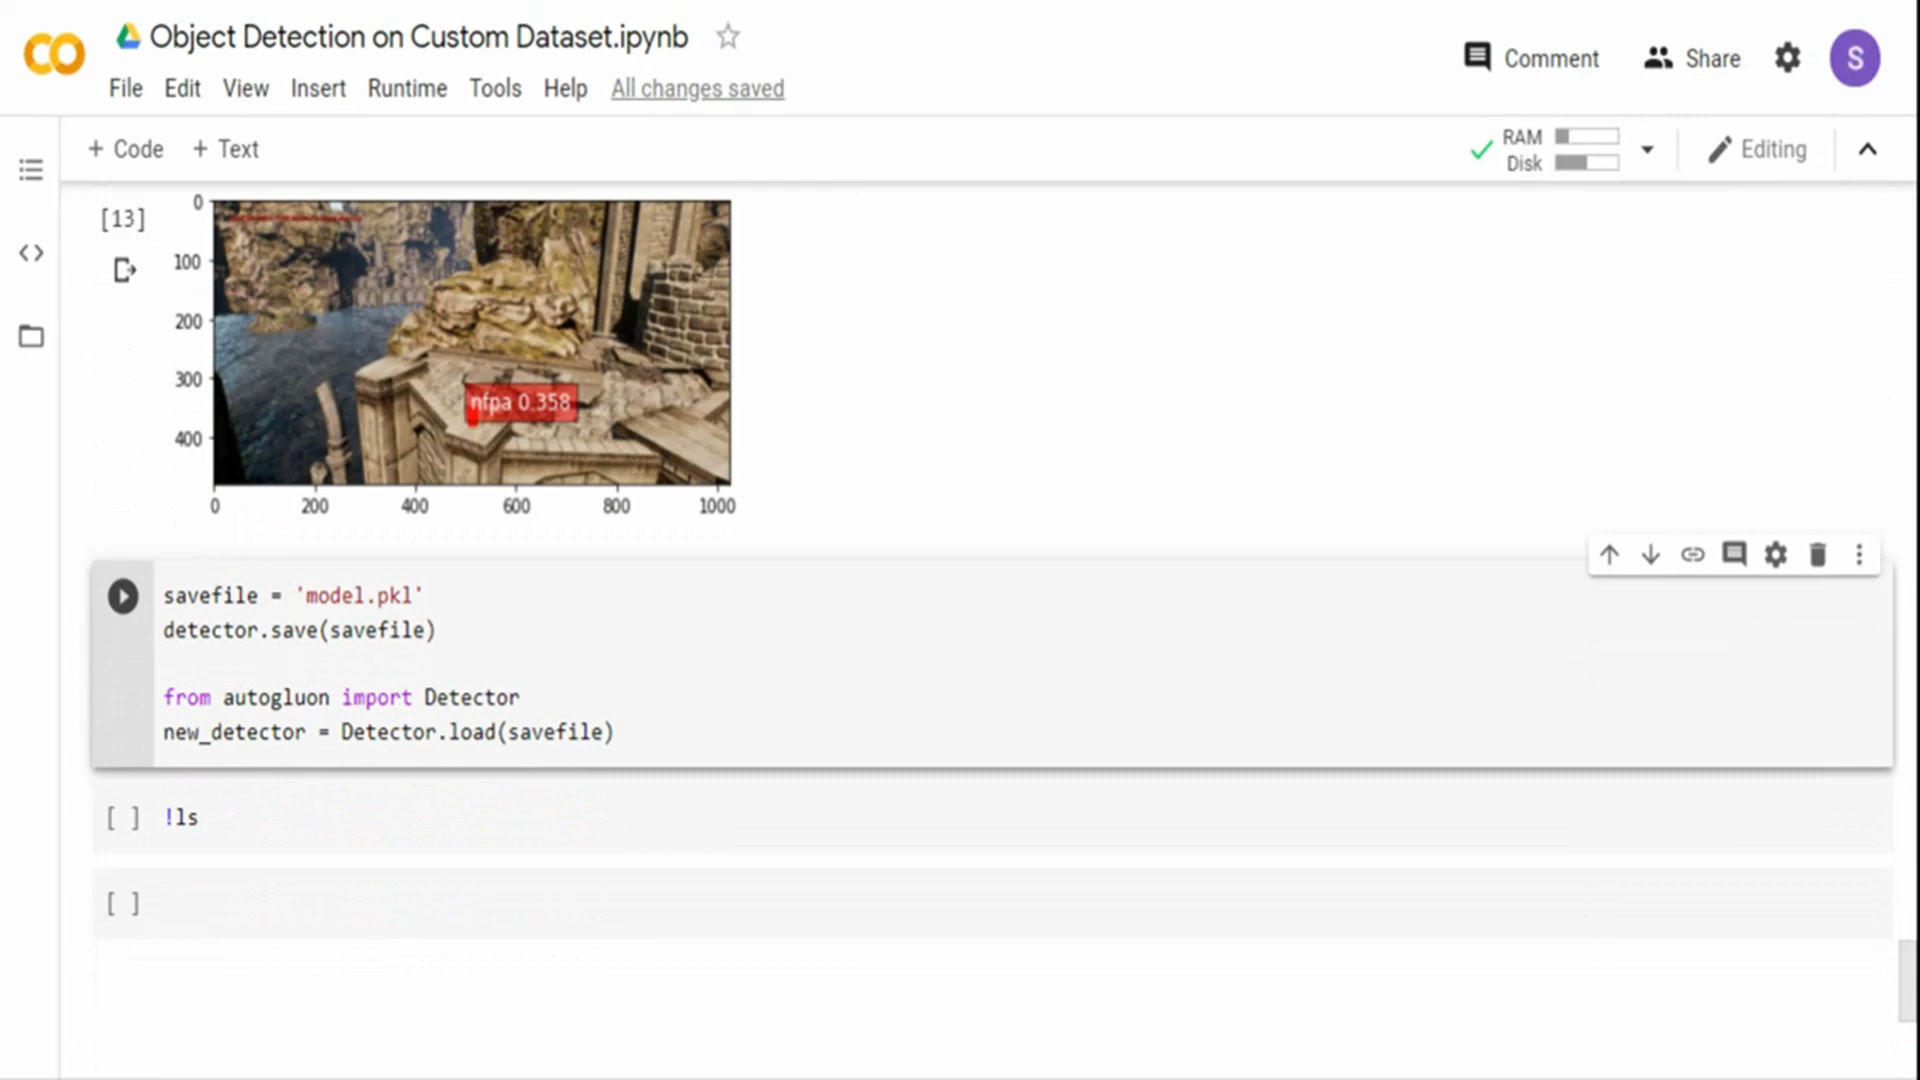 Object Detection on Custom Dataset.ipynb
File Edit View Insert Runtime Tools Help All changes saved
Comment
Share
S
+ Code + Text
RAM
Disk
Editing
[13]
0
100
200
300
400
nfpa 0.358
0 200 400 600 800 1000
savefile = 'model.pkl'
detector.save(savefile)
from autogluon import Detector
new_detector = Detector.load(savefile)
[ ] !ls
[ ]